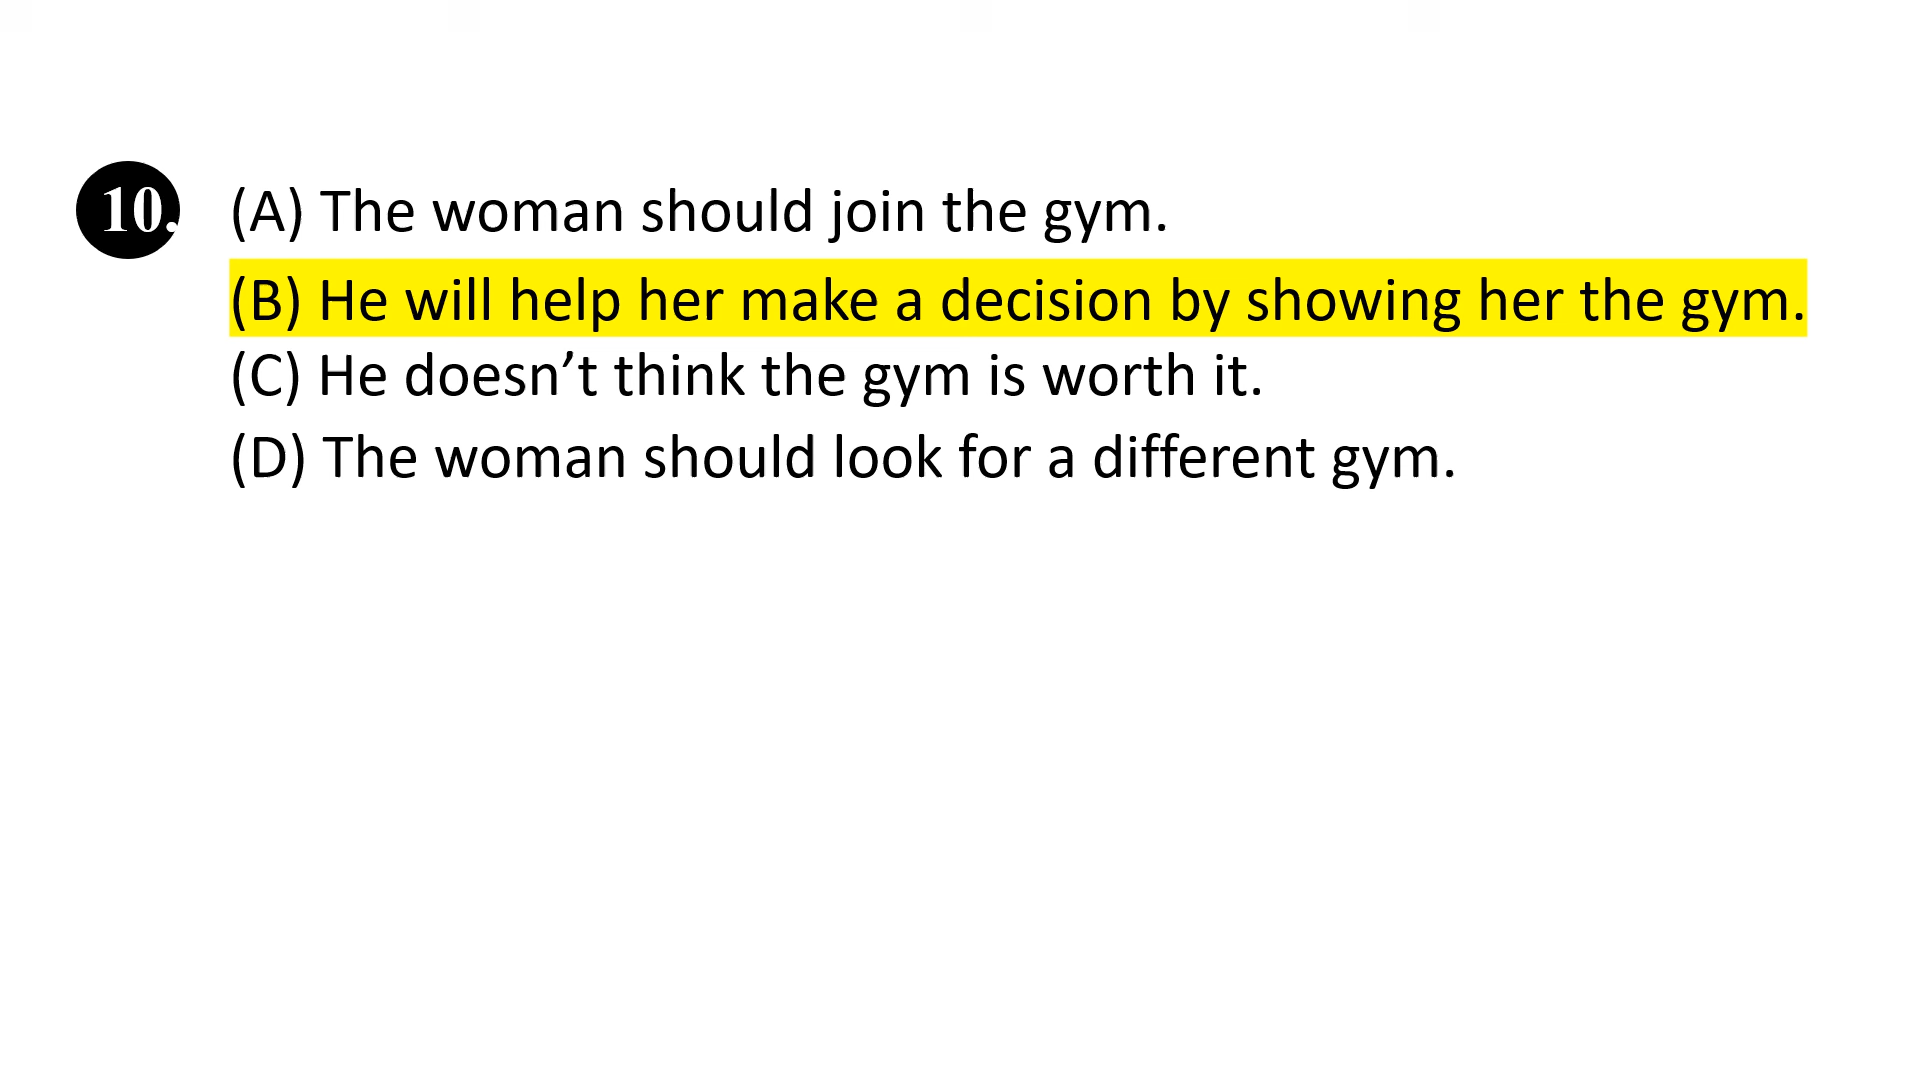 10. (A) The woman should join the gym.
(B) He will help her make a decision by showing her the gym.
(C) He doesn’t think the gym is worth it.
(D) The woman should look for a different gym.